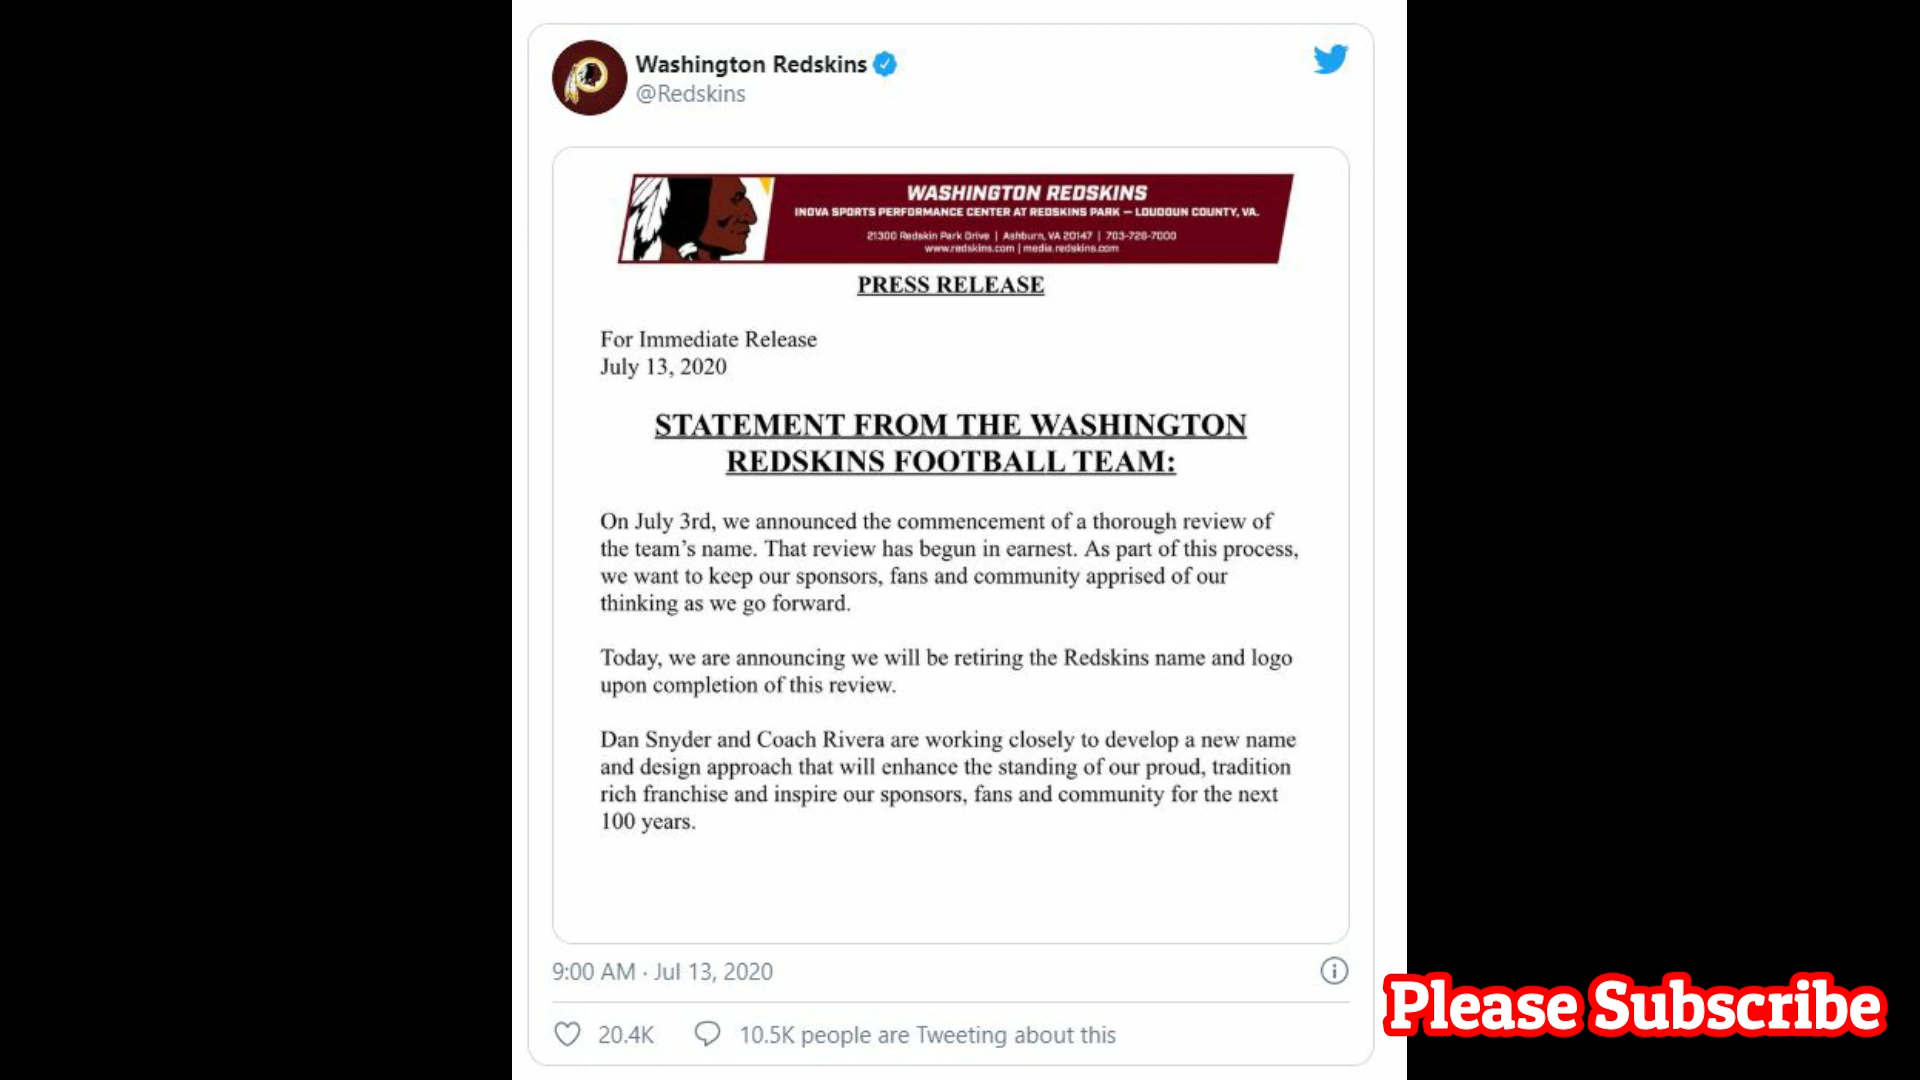 Washington Redskins
@Redskins
WASHINGTON REDSKINS
INOVA SPORTS PERFORMANCE CENTER AT REDSKINS PARK – LOUDOUN COUNTY, VA.
21300 Redskin Park Drive | Ashburn, VA 20147 | 703-726-7000
www.redskins.com | media.redskins.com
PRESS RELEASE
For Immediate Release
July 13, 2020
STATEMENT FROM THE WASHINGTON
REDSKINS FOOTBALL TEAM:
On July 3rd, we announced the commencement of a thorough review of
the team’s name. That review has begun in earnest. As part of this process,
we want to keep our sponsors, fans and community apprised of our
thinking as we go forward.
Today, we are announcing we will be retiring the Redskins name and logo
upon completion of this review.
Dan Snyder and Coach Rivera are working closely to develop a new name
and design approach that will enhance the standing of our proud, tradition
rich franchise and inspire our sponsors, fans and community for the next
100 years.
9:00 AM · Jul 13, 2020
20.4K 10.5K people are Tweeting about this
Please Subscribe